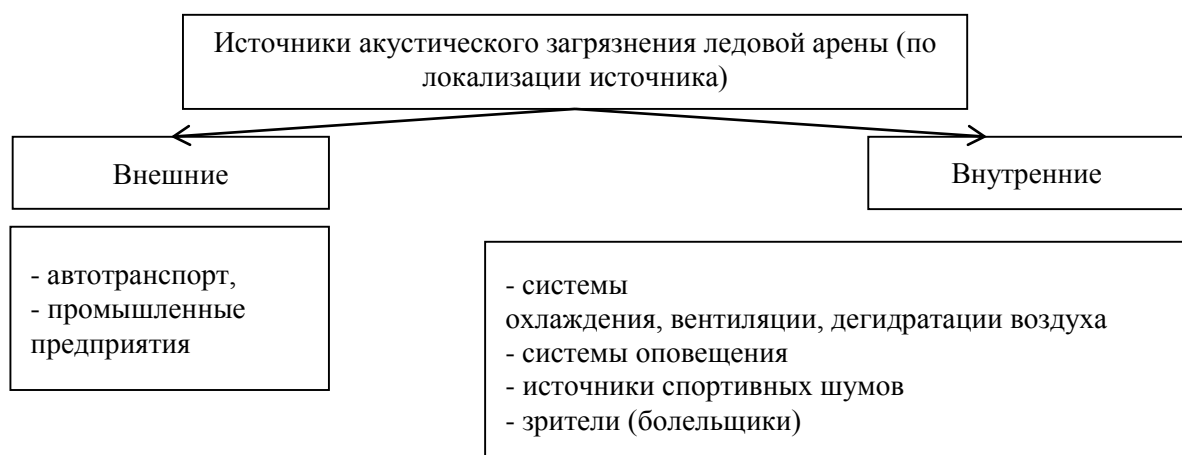 Источники акустического загрязнения ледовой арены (по
локализации источника)
Внешние
Внутренние
- автотранспорт,
- промышленные
предприятия
- системы
охлаждения, вентиляции, дегидратации воздуха
- системы оповещения
- источники спортивных шумов
- зрители (болельщики)